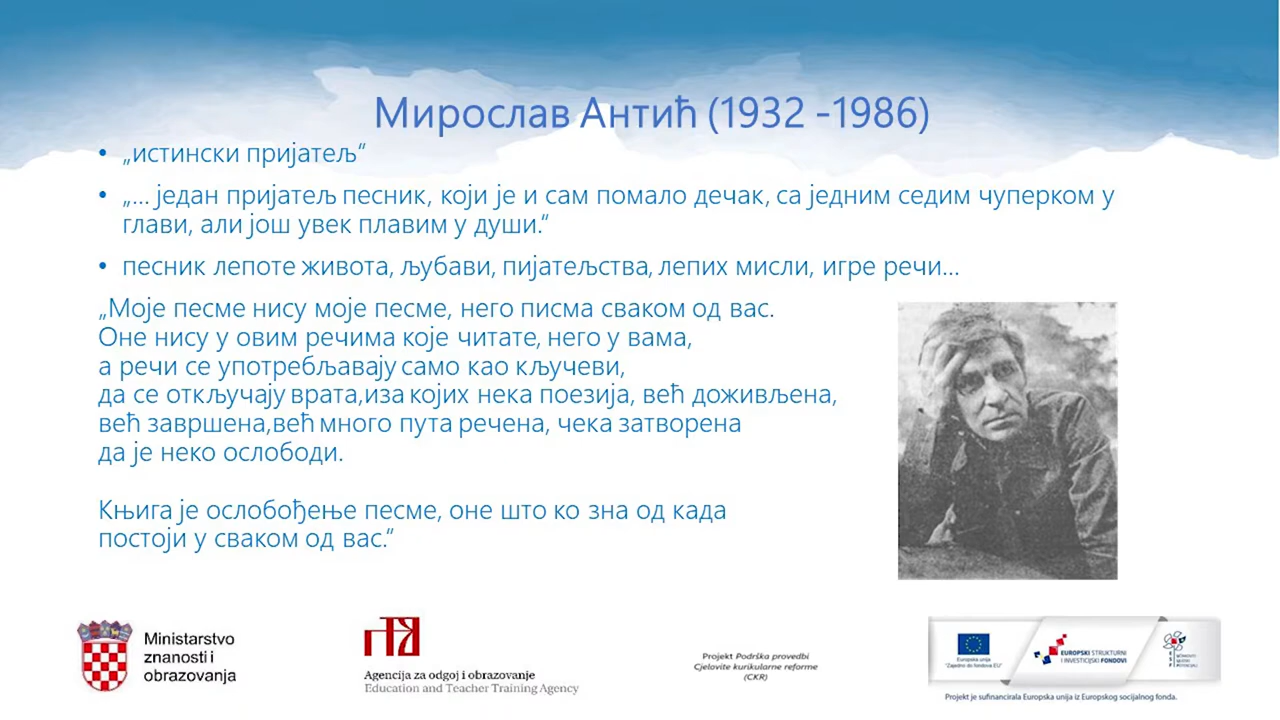 Мирослав Антић (1932 -1986)
• „истински пријатељ“
• „... један пријатељ песник, који је и сам помало дечак, са једним седим чуперком у
глави, али још увек плавим у души.“
• песник лепоте живота, љубави, пијатељства, лепих мисли, игре речи...
„Моје песме нису моје песме, него писма сваком од вас.
Оне нису у овим речима које читате, него у вама,
а речи се употребљавају само као кључеви,
да се откључају врата,иза којих нека поезија, већ доживљена,
већ завршена,већ много пута речена, чека затворена
да је неко ослободи.
Књига је ослобођење песме, оне што ко зна од када
постоји у сваком од вас.“
Ministarstvo
znanosti i
obrazovanja
Agencija za odgoj i obrazovanje
Education and Teacher Training Agency
Projekt Podrška provedbi
Cjelovite kurikularne reforme
(CKR)
Europska unija
"Zajedno do fondova EU"
EUROPSKI STRUKTURNI
I INVESTICIJSKI FONDOVI
Projekt je sufinancirala Europska unija iz Europskog socijalnog fonda.